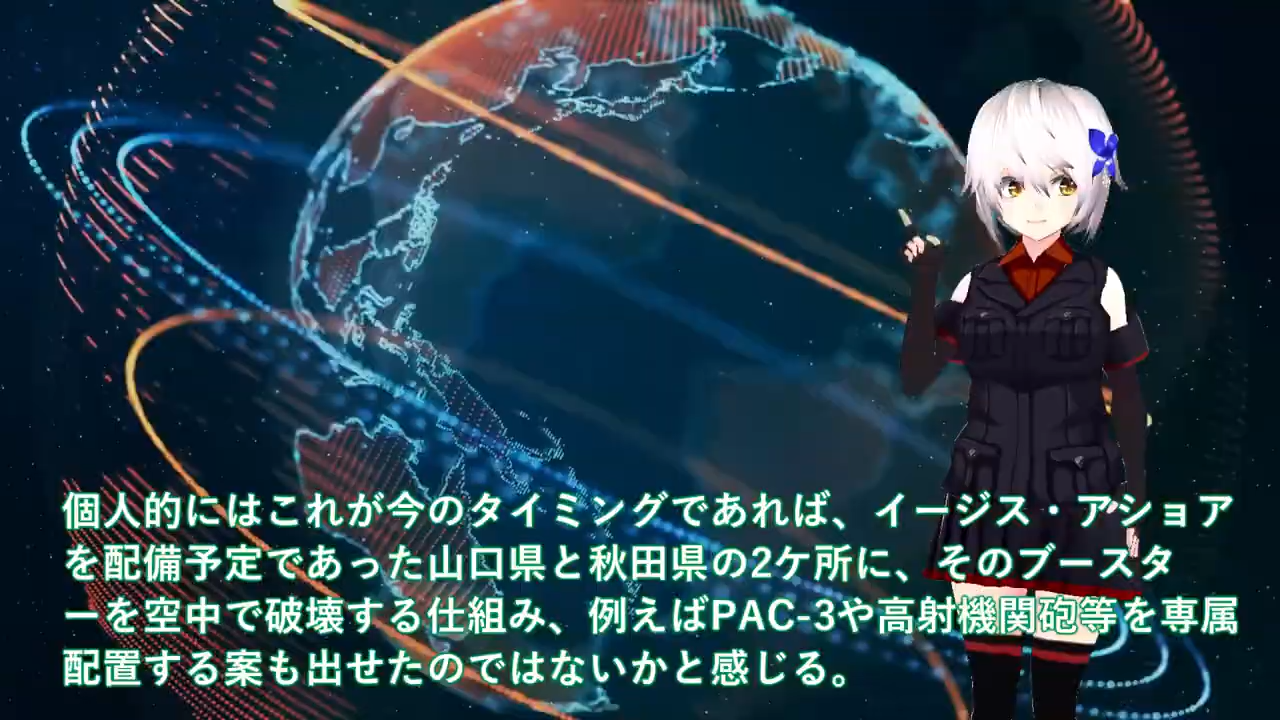 個人的にはこれが今のタイミングであれば、イージス・アショア
を配備予定であった山口県と秋田県の2ケ所に、そのブースタ
ーを空中で破壊する仕組み、例えばPAC-3や高射機関砲等を専属
配置する案も出せたのではないかと感じる。